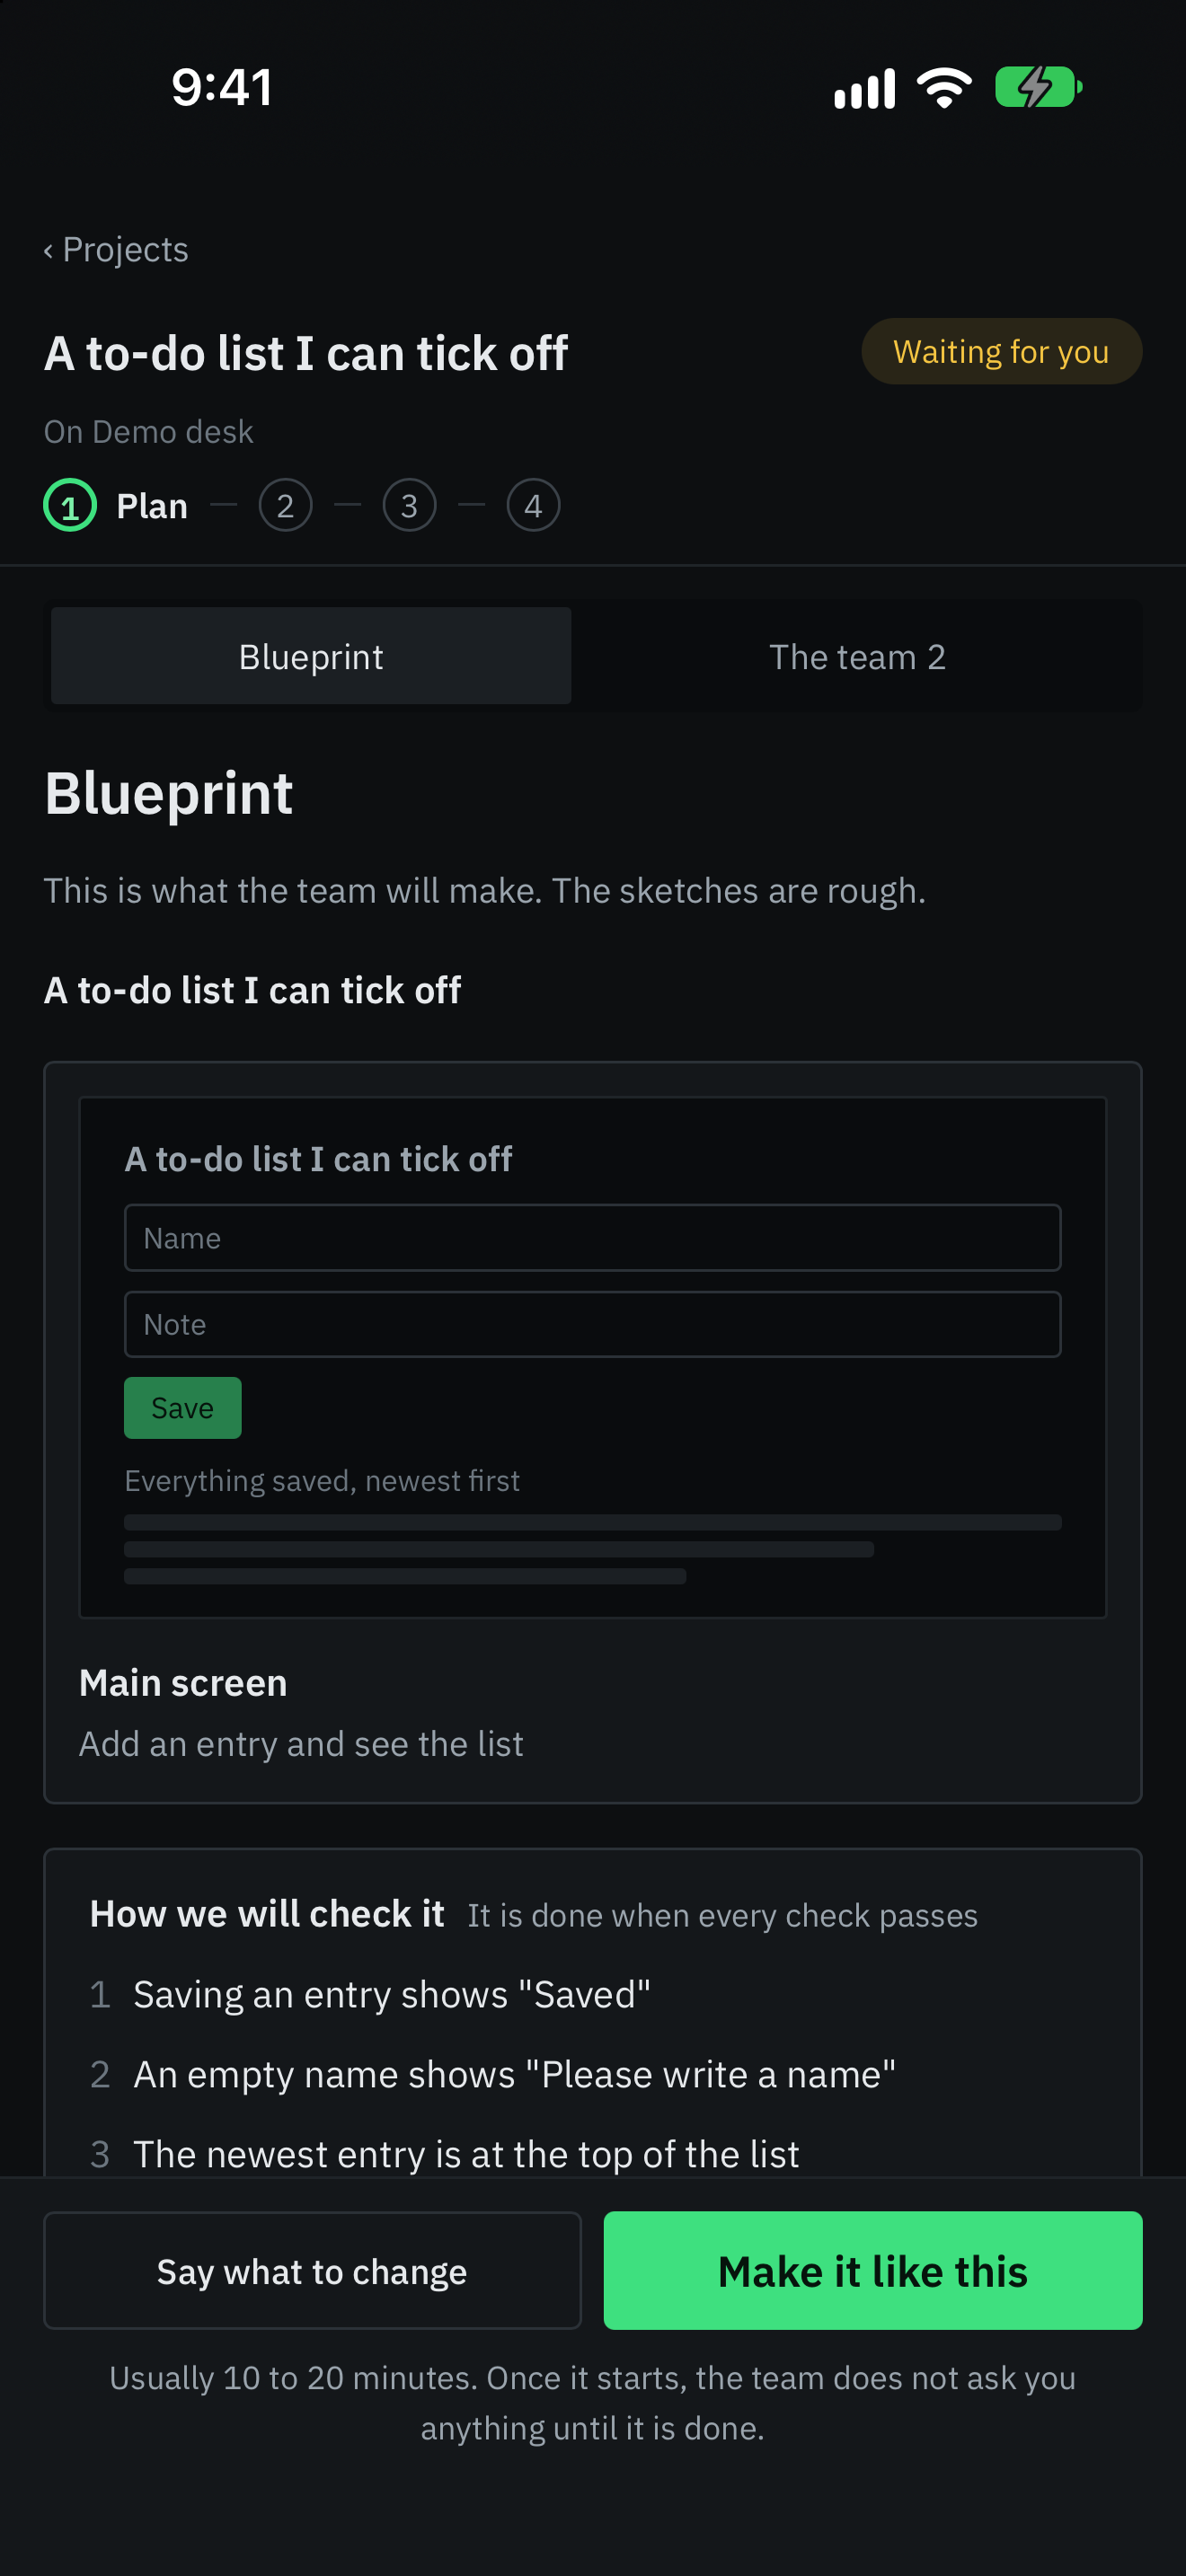 9:41
‹ Projects
A to-do list I can tick off
Waiting for you
On Demo desk
1 Plan — 2 — 3 — 4
Blueprint
The team 2
Blueprint
This is what the team will make. The sketches are rough.
A to-do list I can tick off
A to-do list I can tick off
Name
Note
Save
Everything saved, newest first
Main screen
Add an entry and see the list
How we will check it It is done when every check passes
1 Saving an entry shows "Saved"
2 An empty name shows "Please write a name"
3 The newest entry is at the top of the list
Say what to change
Make it like this
Usually 10 to 20 minutes. Once it starts, the team does not ask you
anything until it is done.